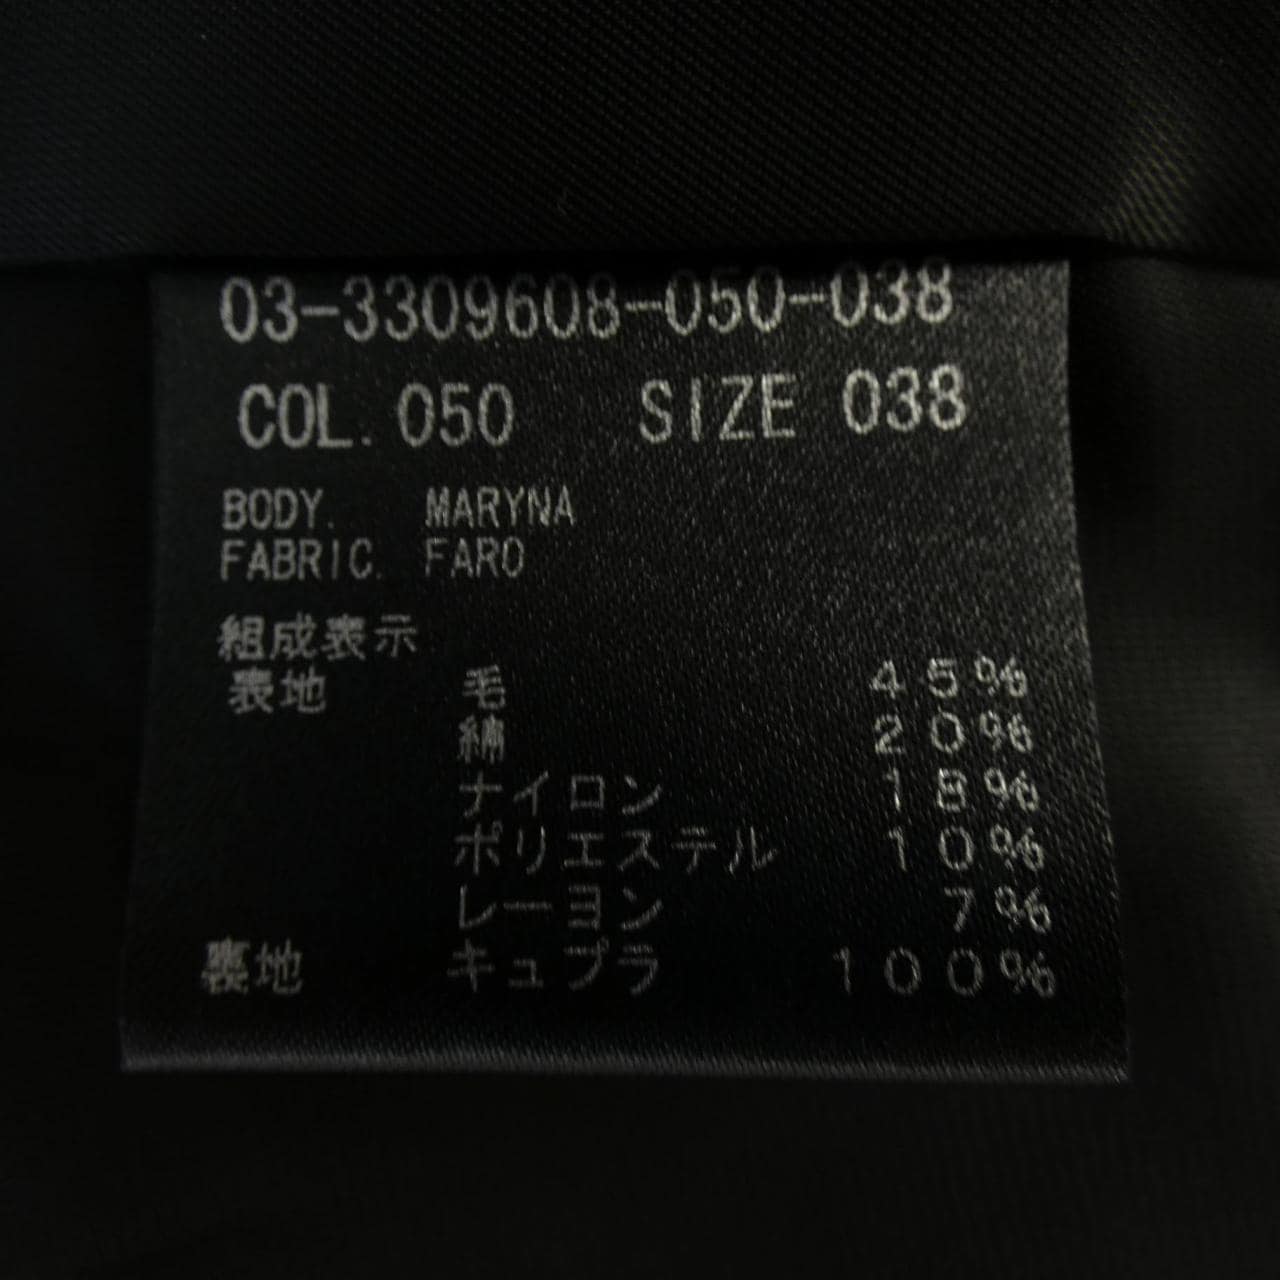 03-3309608-050-038
COL. 050 SIZE 038
BODY. MARYNA
FABRIC. FARO
組成表示
表地 毛 45%
綿 20%
ナイロン 18%
ポリエステル 10%
レーヨン 7%
裏地 キュプラ 100%